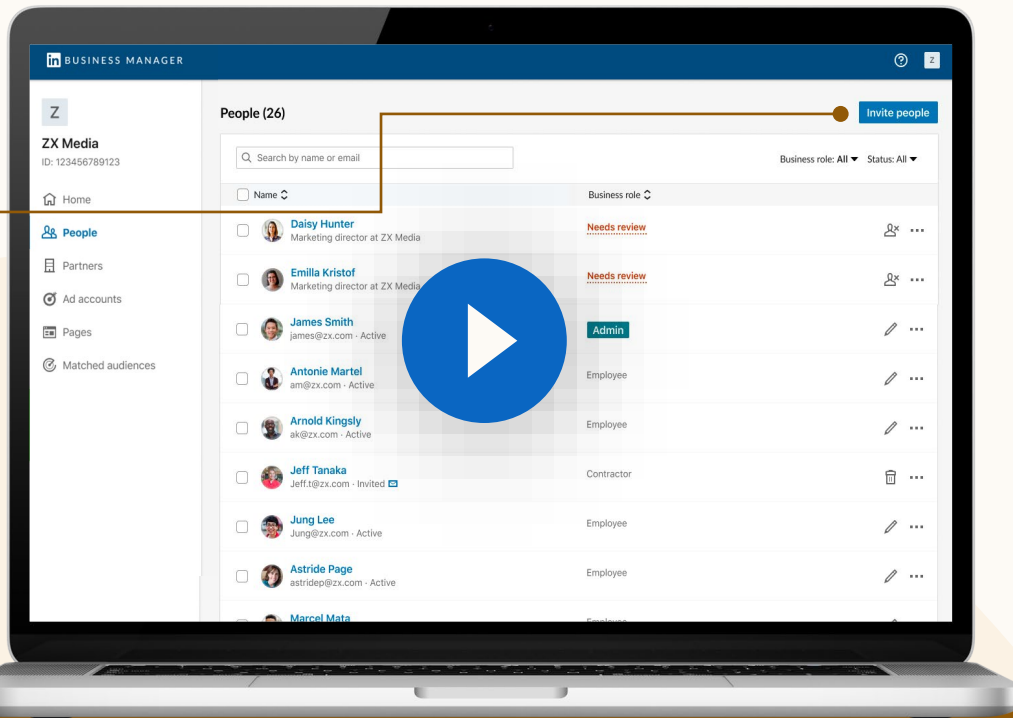 in BUSINESS MANAGER
Z
Z
ZX Media
ID: 123456789123
Home
People
Partners
Ad accounts
Pages
Matched audiences
People (26)
Invite people
Search by name or email
Business role: All ▼ Status: All ▼
Name
Business role
Daisy Hunter
Needs review
Marketing director at ZX Media
Emilla Kristof
Needs review
Marketing director at ZX Media
James Smith
Admin
james@zx.com · Active
Antonie Martel
Employee
am@zx.com · Active
Arnold Kingsly
Employee
ak@zx.com · Active
Jeff Tanaka
Contractor
Jeff.t@zx.com · Invited
Jung Lee
Employee
Jung@zx.com · Active
Astride Page
Employee
astridep@zx.com · Active
Marcel Mata